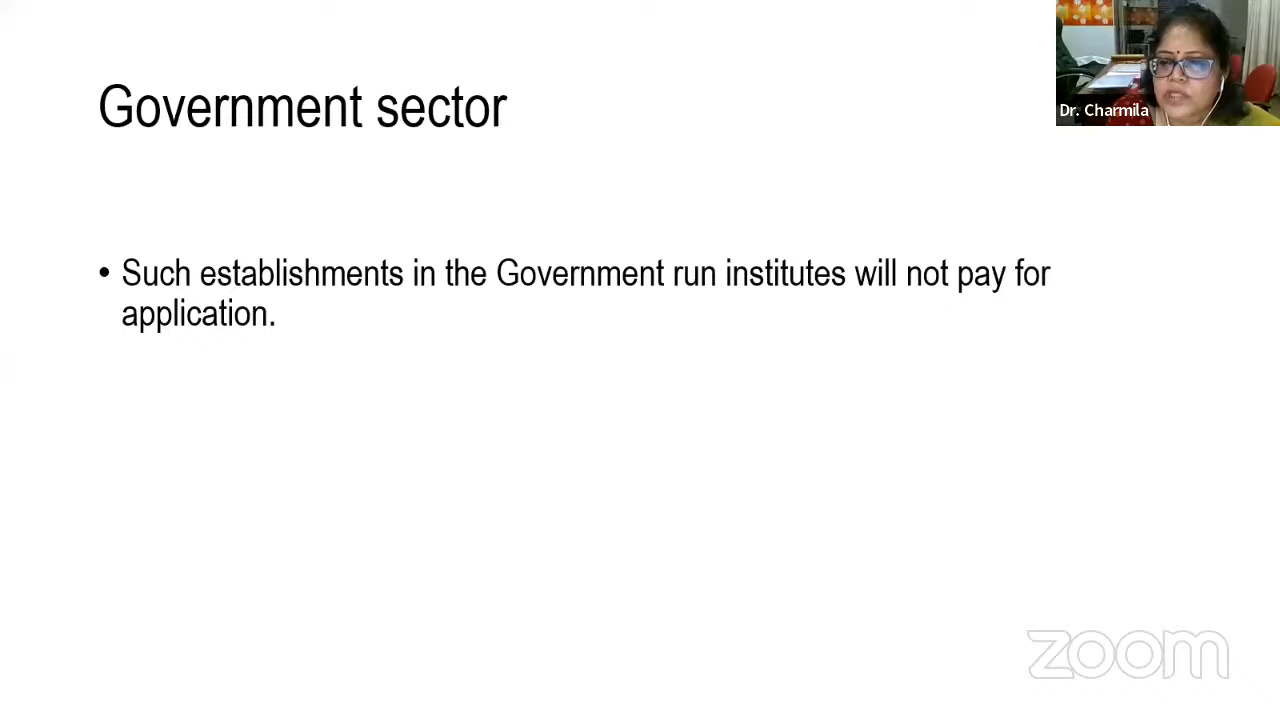 Government sector
Dr. Charmila
• Such establishments in the Government run institutes will not pay for
application.
zoom